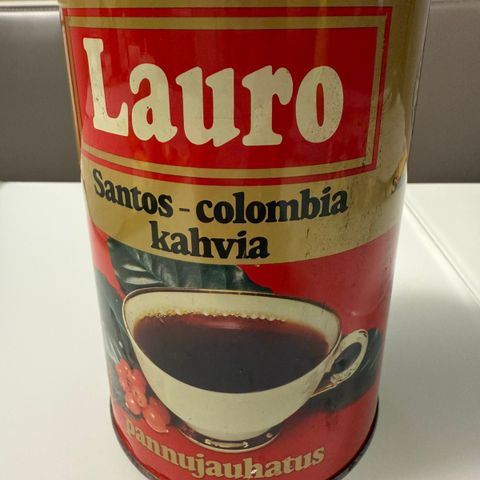 Lauro
Santos - colombia
kahvia
pannujauhatus